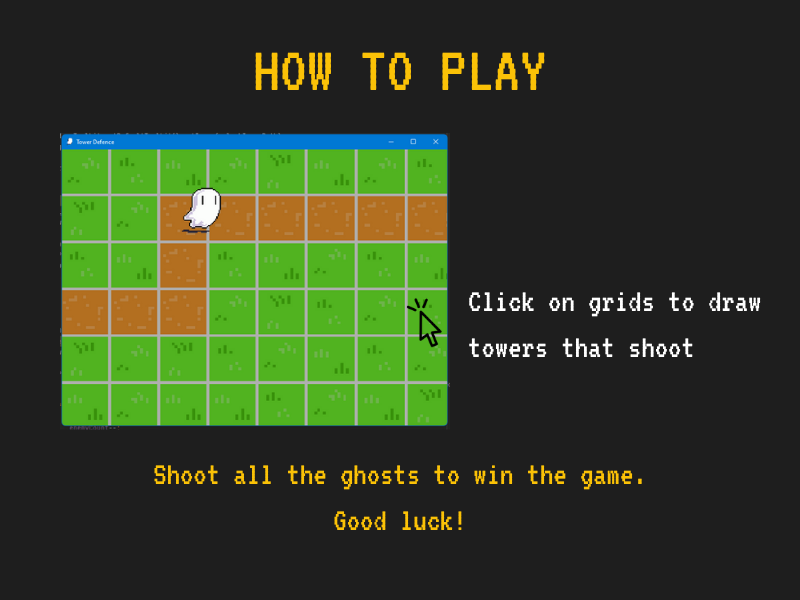 HOW TO PLAY
Tower Defence
Click on grids to draw
towers that shoot
Shoot all the ghosts to win the game.
Good luck!